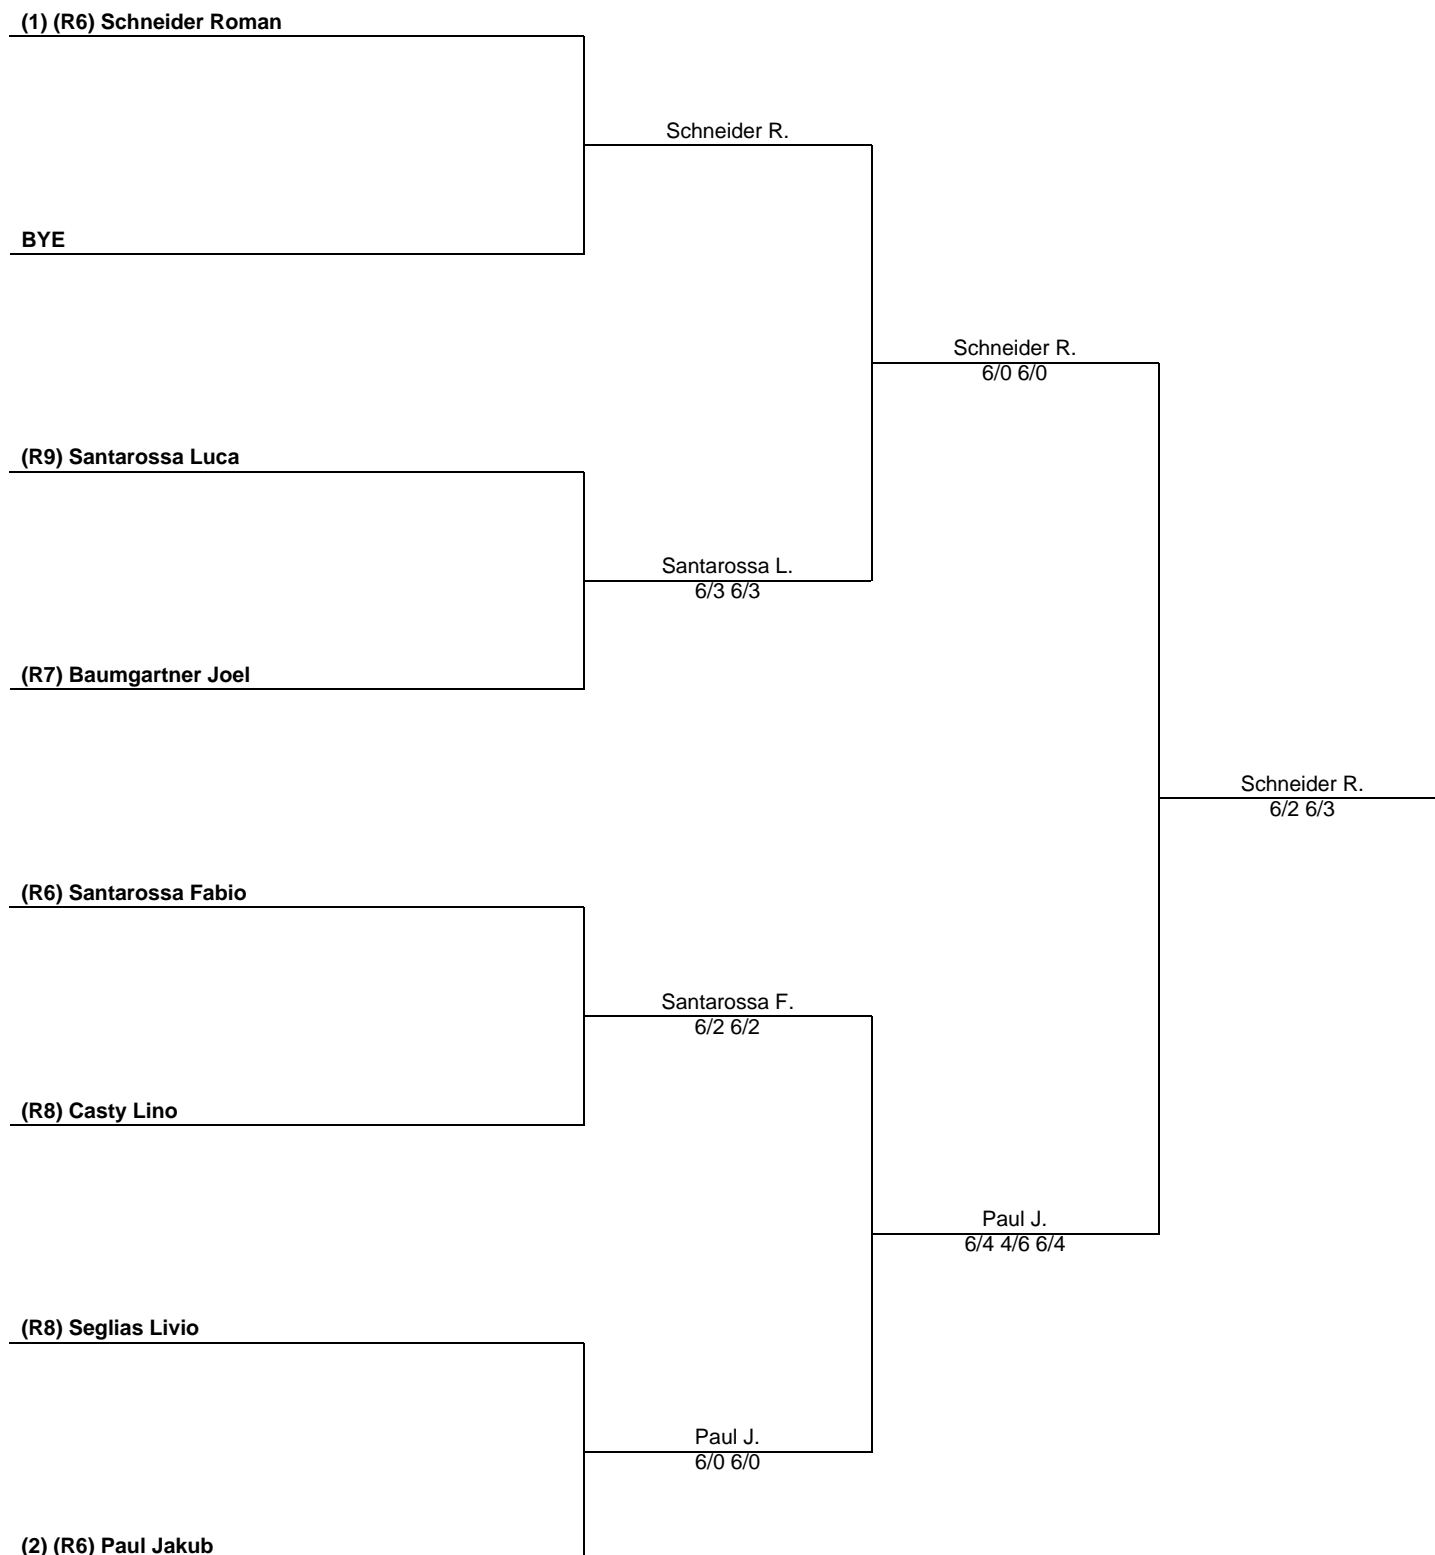 (1) (R6) Schneider Roman
Schneider R.
BYE
Schneider R.
6/0 6/0
(R9) Santarossa Luca
Santarossa L.
6/3 6/3
(R7) Baumgartner Joel
Schneider R.
6/2 6/3
(R6) Santarossa Fabio
Santarossa F.
6/2 6/2
(R8) Casty Lino
Paul J.
6/4 4/6 6/4
(R8) Seglias Livio
Paul J.
6/0 6/0
(2) (R6) Paul Jakub